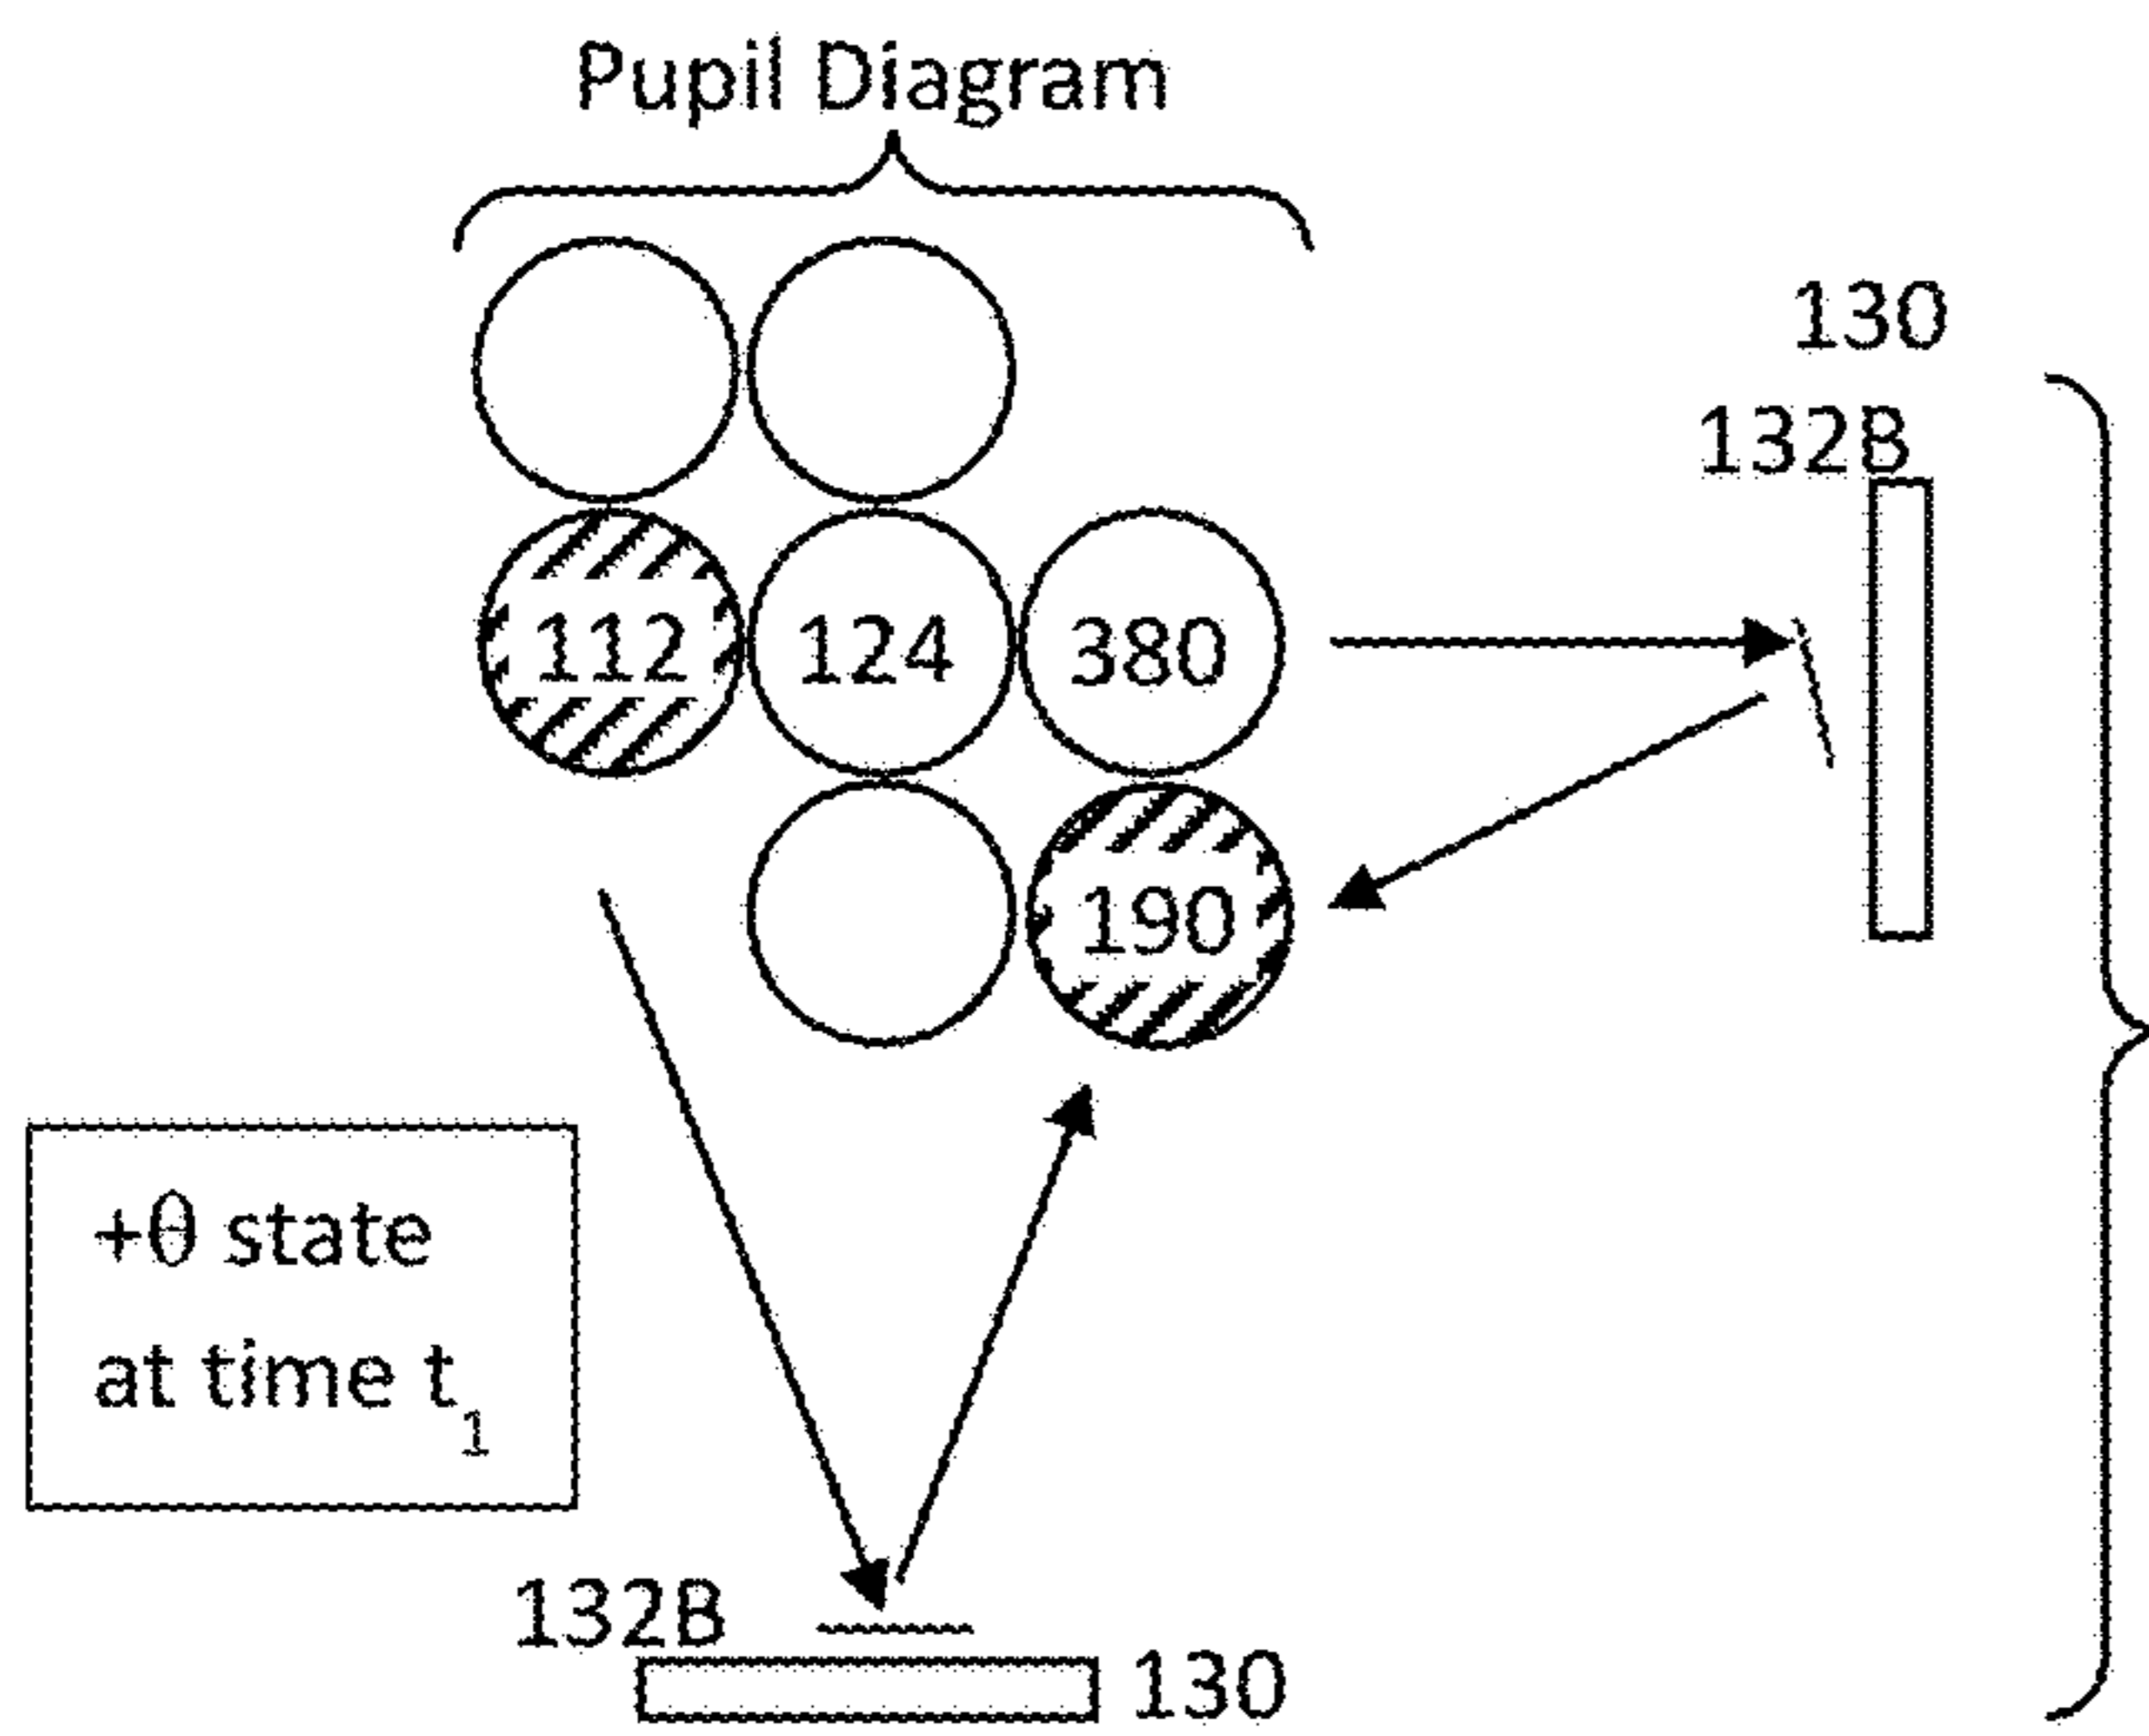 Pupil Diagram
130
132B
112
124
380
190
+θ state
at time t₁
132B
130